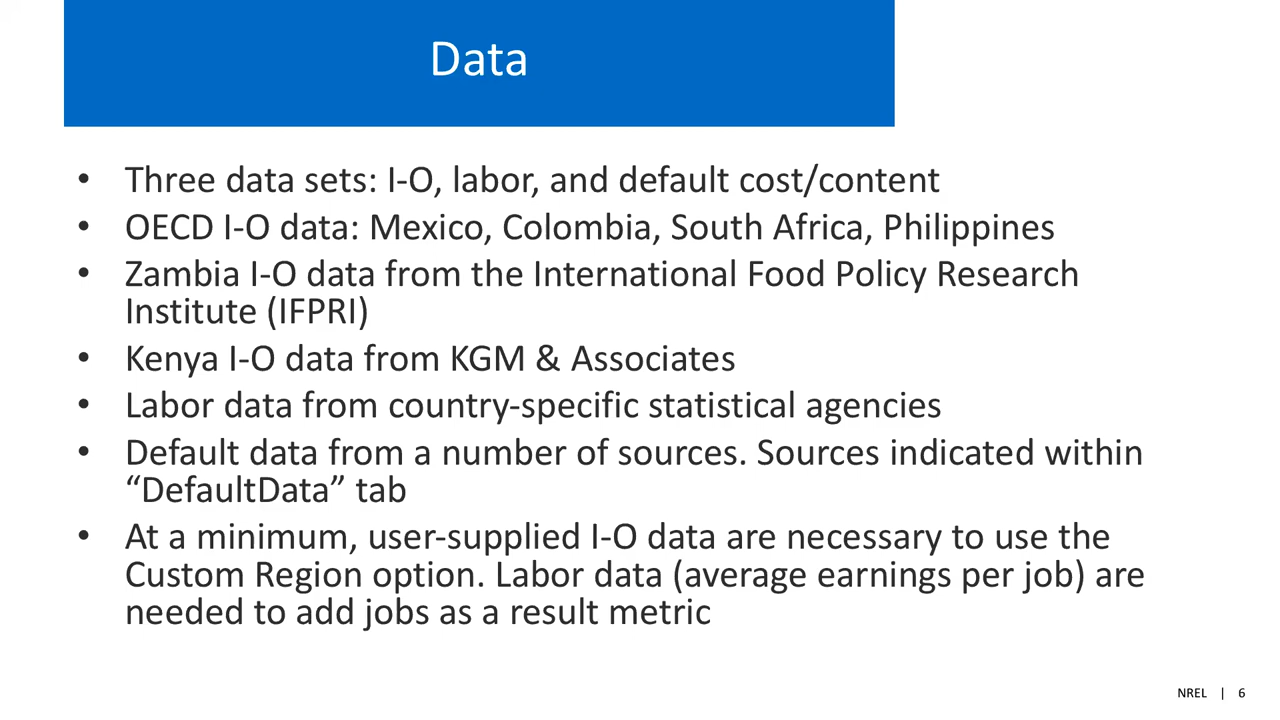 Data
• Three data sets: I-O, labor, and default cost/content
• OECD I-O data: Mexico, Colombia, South Africa, Philippines
• Zambia I-O data from the International Food Policy Research
Institute (IFPRI)
• Kenya I-O data from KGM & Associates
• Labor data from country-specific statistical agencies
• Default data from a number of sources. Sources indicated within
“DefaultData” tab
• At a minimum, user-supplied I-O data are necessary to use the
Custom Region option. Labor data (average earnings per job) are
needed to add jobs as a result metric
NREL | 6